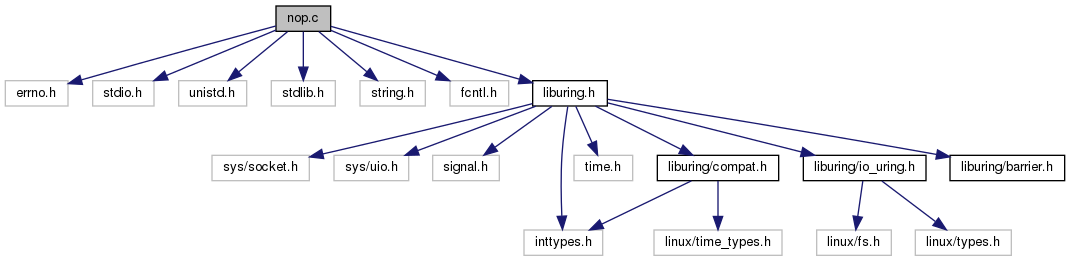 nop.c
errno.h
stdio.h
unistd.h
stdlib.h
string.h
fcntl.h
liburing.h
sys/socket.h
sys/uio.h
signal.h
time.h
liburing/compat.h
liburing/io_uring.h
liburing/barrier.h
inttypes.h
linux/time_types.h
linux/fs.h
linux/types.h